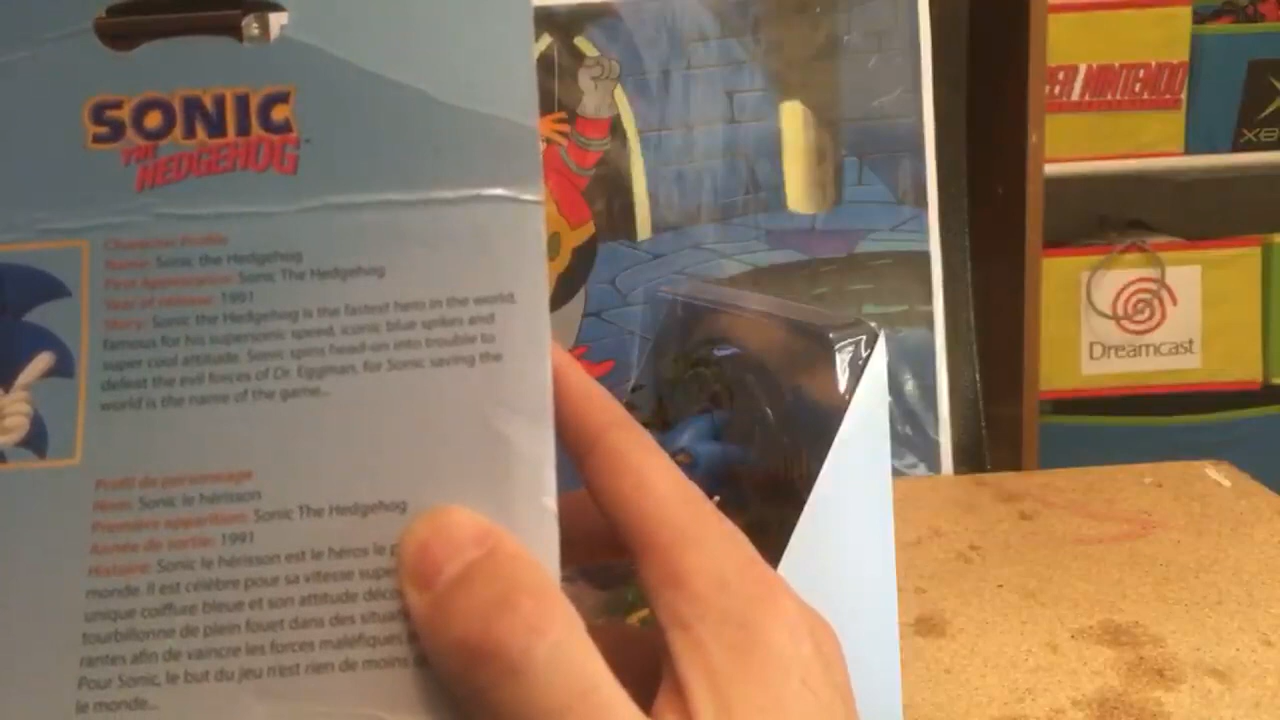 SONIC
THE
HEDGEHOG
™
Character Profile
Name: Sonic the Hedgehog
First Appearance: Sonic The Hedgehog
Year of release: 1991
Story: Sonic the Hedgehog is the fastest hero in the world,
famous for his supersonic speed, iconic blue spikes and
super cool attitude. Sonic spins head-on into trouble to
defeat the evil forces of Dr. Eggman, for Sonic saving the
world is the name of the game...
Profil de personnage
Nom: Sonic le hérisson
Première apparition: Sonic The Hedgehog
Année de sortie: 1991
Histoire: Sonic le hérisson est le héros le p
monde. Il est célèbre pour sa vitesse supe
unique coiffure bleue et son attitude déco
tourbillonne de plein fouet dans des situa
rantes afin de vaincre les forces maléfiques
Pour Sonic, le but du jeu n'est rien de moins
le monde...
ER NINTENDO
XB
Dreamcast